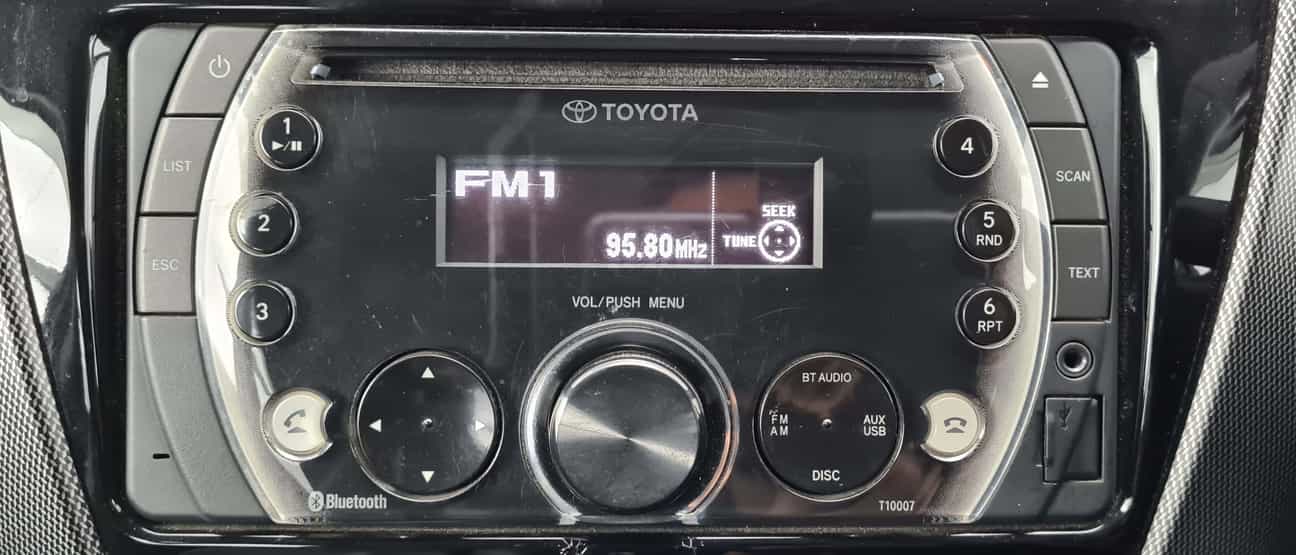 TOYOTA
1
LIST
4
SCAN
FM1
SEEK
2
5
RND
95.80MHz
TUNE
ESC
TEXT
VOL/PUSH MENU
3
6
RPT
BT AUDIO
FM
AM
AUX
USB
DISC
Bluetooth
T10007